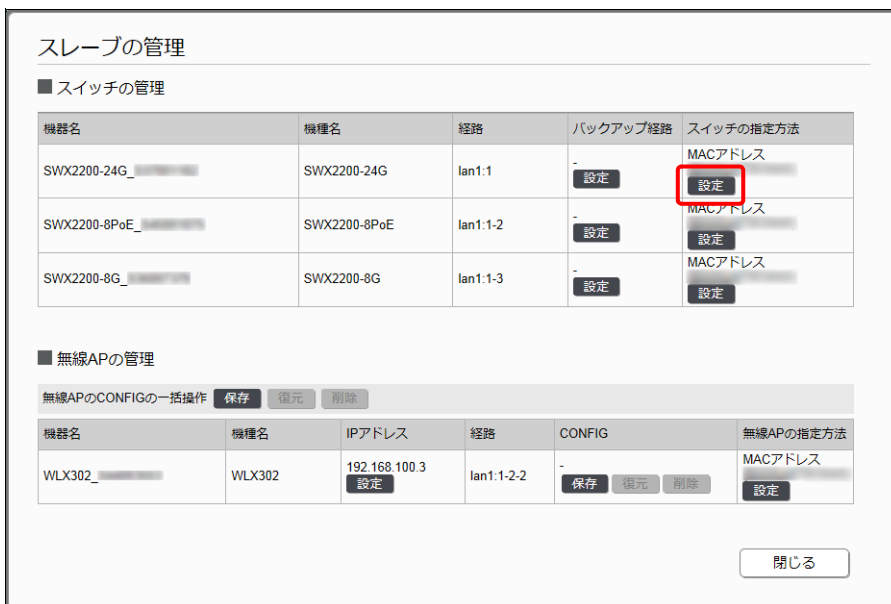 スレーブの管理
スイッチの管理
機器名 機種名 経路 バックアップ経路 スイッチの指定方法
SWX2200-24G_ SWX2200-24G lan1:1 - 設定 MACアドレス 設定
SWX2200-8PoE_ SWX2200-8PoE lan1:1-2 - 設定 MACアドレス 設定
SWX2200-8G_ SWX2200-8G lan1:1-3 - 設定 MACアドレス 設定
無線APの管理
無線APのCONFIGの一括操作 保存 復元 削除
機器名 機種名 IPアドレス 経路 CONFIG 無線APの指定方法
WLX302_ WLX302 192.168.100.3 設定 lan1:1-2-2 - 保存 復元 削除 MACアドレス 設定
閉じる